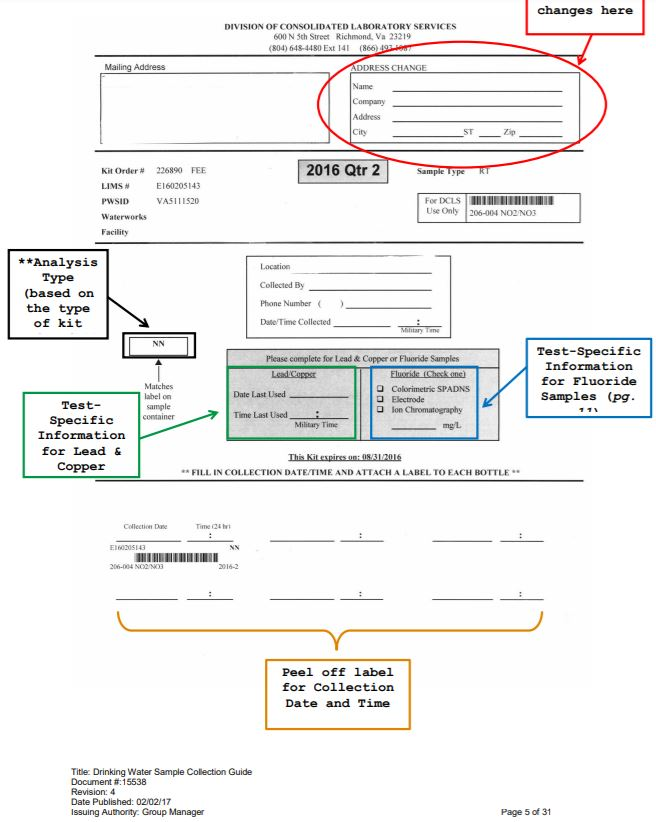 changes here
DIVISION OF CONSOLIDATED LABORATORY SERVICES
600 N 5th Street Richmond, Va 23219
(804) 648-4480 Ext 141 (866) 493-1087
Mailing Address
ADDRESS CHANGE
Name
Company
Address
City ST Zip
Kit Order # 226890 FEE
2016 Qtr 2
Sample Type RT
LIMS # E160205143
PWSID VA5111520
Waterworks
Facility
For DCLS
Use Only
206-004 NO2/NO3
**Analysis
Type
(based on
the type
of kit
Location
Collected By
Phone Number ( )
Date/Time Collected :
Military Time
NN
Matches
label on
sample
container
Please complete for Lead & Copper or Fluoride Samples
Lead/Copper
Date Last Used
Time Last Used :
Military Time
Fluoride (Check one)
Colorimetric SPADNS
Electrode
Ion Chromatography
mg/L
Test-
Specific
Information
for Lead &
Copper
Test-Specific
Information
for Fluoride
Samples (pg.
This Kit expires on: 08/31/2016
** FILL IN COLLECTION DATE/TIME AND ATTACH A LABEL TO EACH BOTTLE **
Collection Date Time (24 hr)
: : :
E160205143 NN
206-004 NO2/NO3 2016-2
: : :
Peel off label
for Collection
Date and Time
Title: Drinking Water Sample Collection Guide
Document #:15538
Revision: 4
Date Published: 02/02/17
Issuing Authority: Group Manager
Page 5 of 31